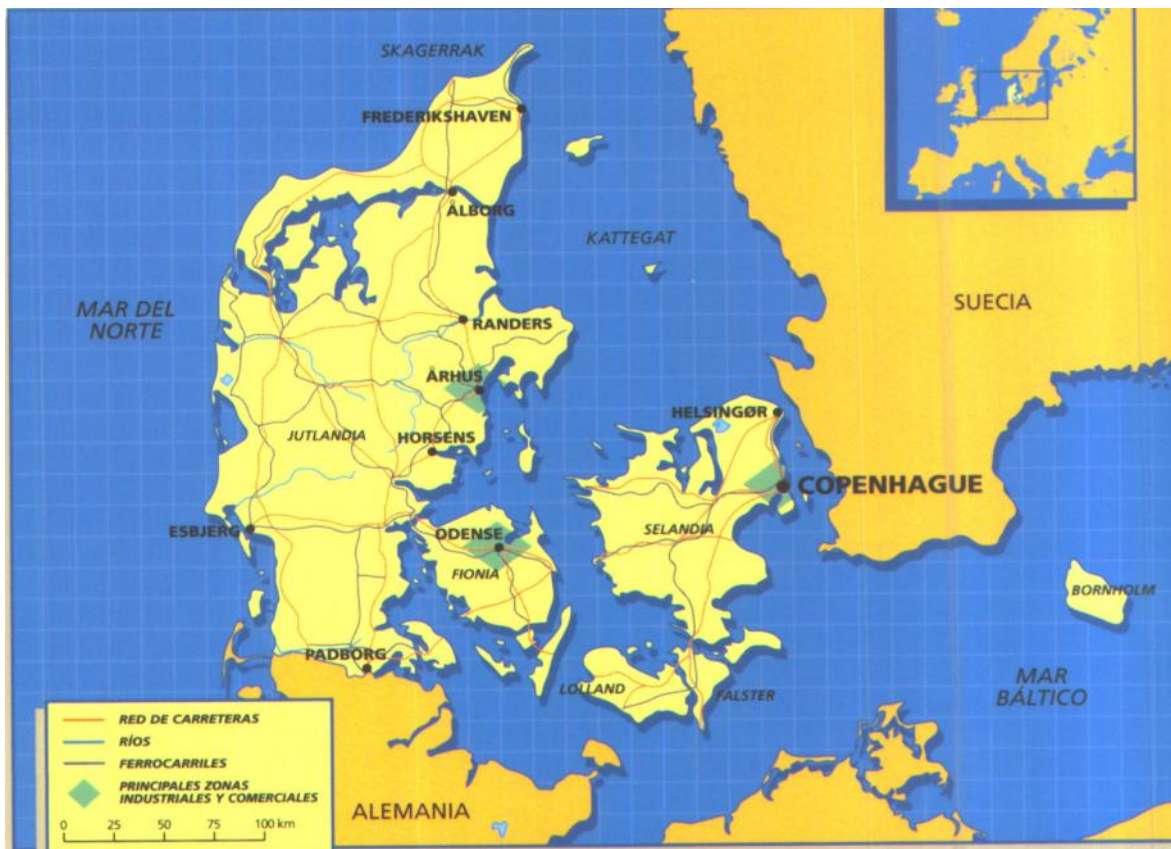 SKAGERRAK
FREDERIKSHAVEN
ÅLBORG
KATTEGAT
MAR DEL
NORTE
SUECIA
RANDERS
ÅRHUS
HELSINGØR
JUTLANDIA
HORSENS
COPENHAGUE
ESBJERG
ODENSE
SELANDIA
FIONIA
BORNHOLM
PADBORG
LOLLAND
FALSTER
MAR
BÁLTICO
RED DE CARRETERAS
RÍOS
FERROCARRILES
PRINCIPALES ZONAS
INDUSTRIALES Y COMERCIALES
0 25 50 75 100 km
ALEMANIA